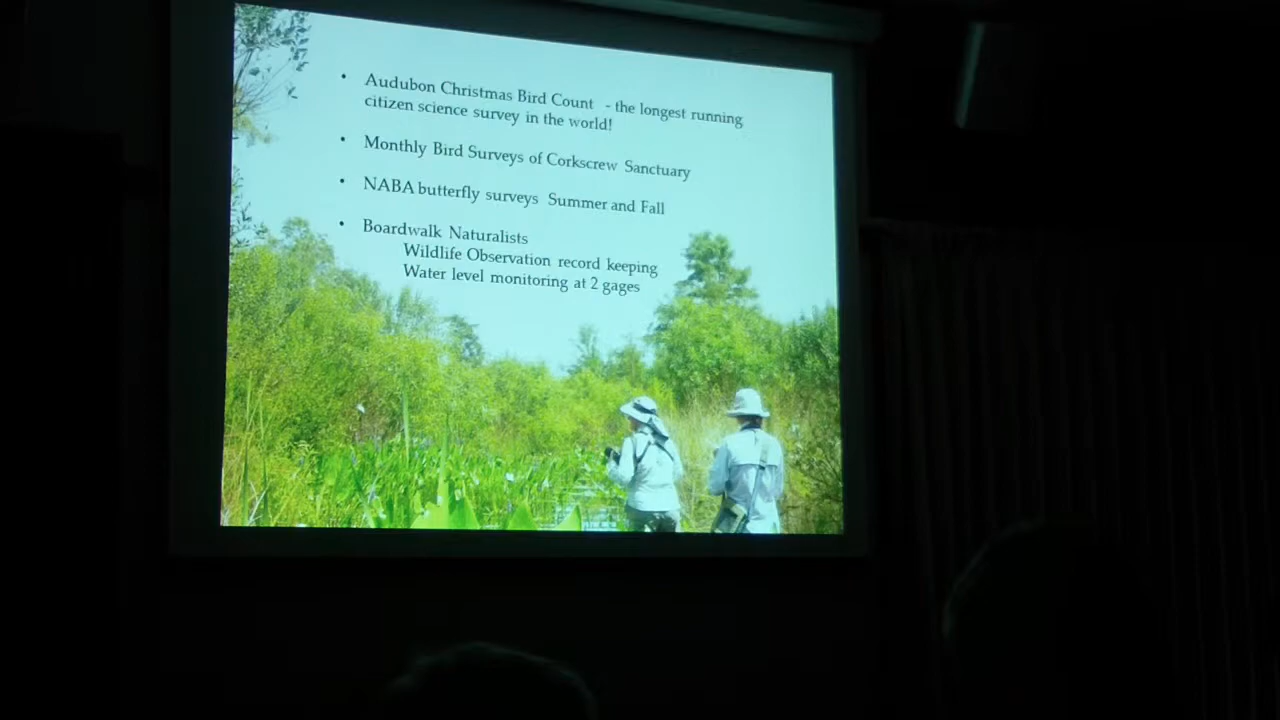 • Audubon Christmas Bird Count - the longest running
citizen science survey in the world!
• Monthly Bird Surveys of Corkscrew Sanctuary
• NABA butterfly surveys Summer and Fall
• Boardwalk Naturalists
Wildlife Observation record keeping
Water level monitoring at 2 gages